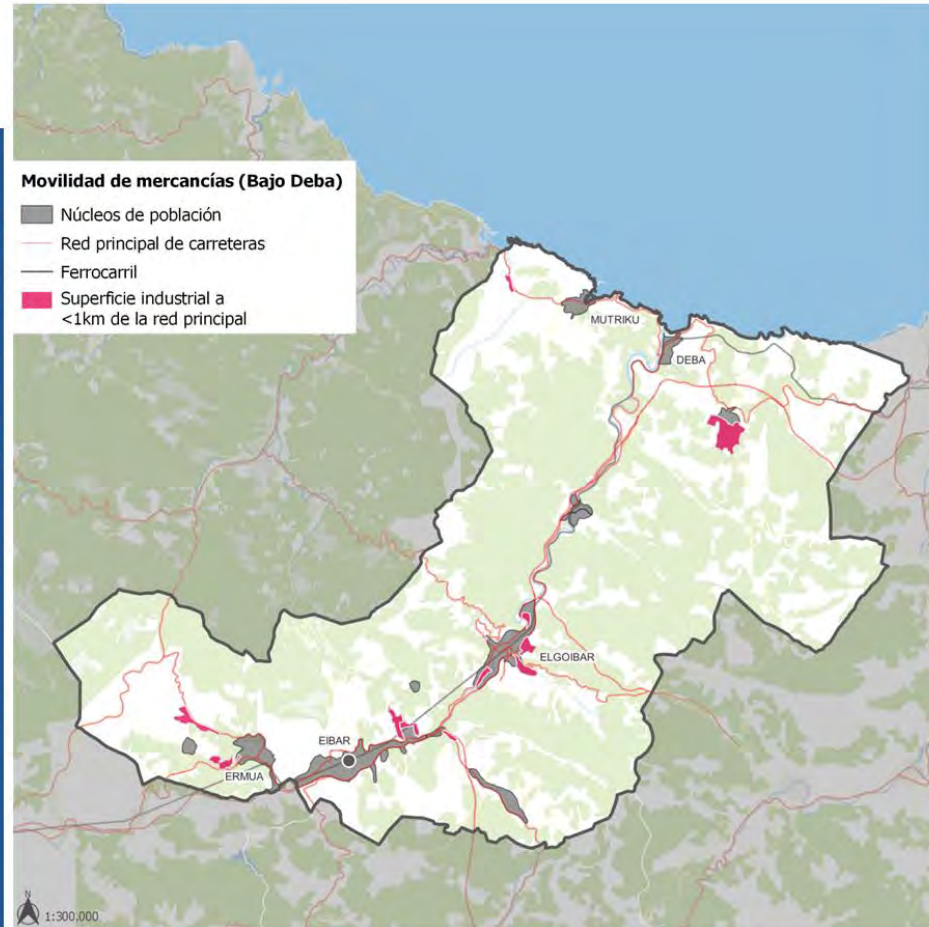 Movilidad de mercancías (Bajo Deba)
Núcleos de población
Red principal de carreteras
Ferrocarril
Superficie industrial a
<1km de la red principal
MUTRIKU
DEBA
ELGOIBAR
EIBAR
ERMUA
N
1:300.000